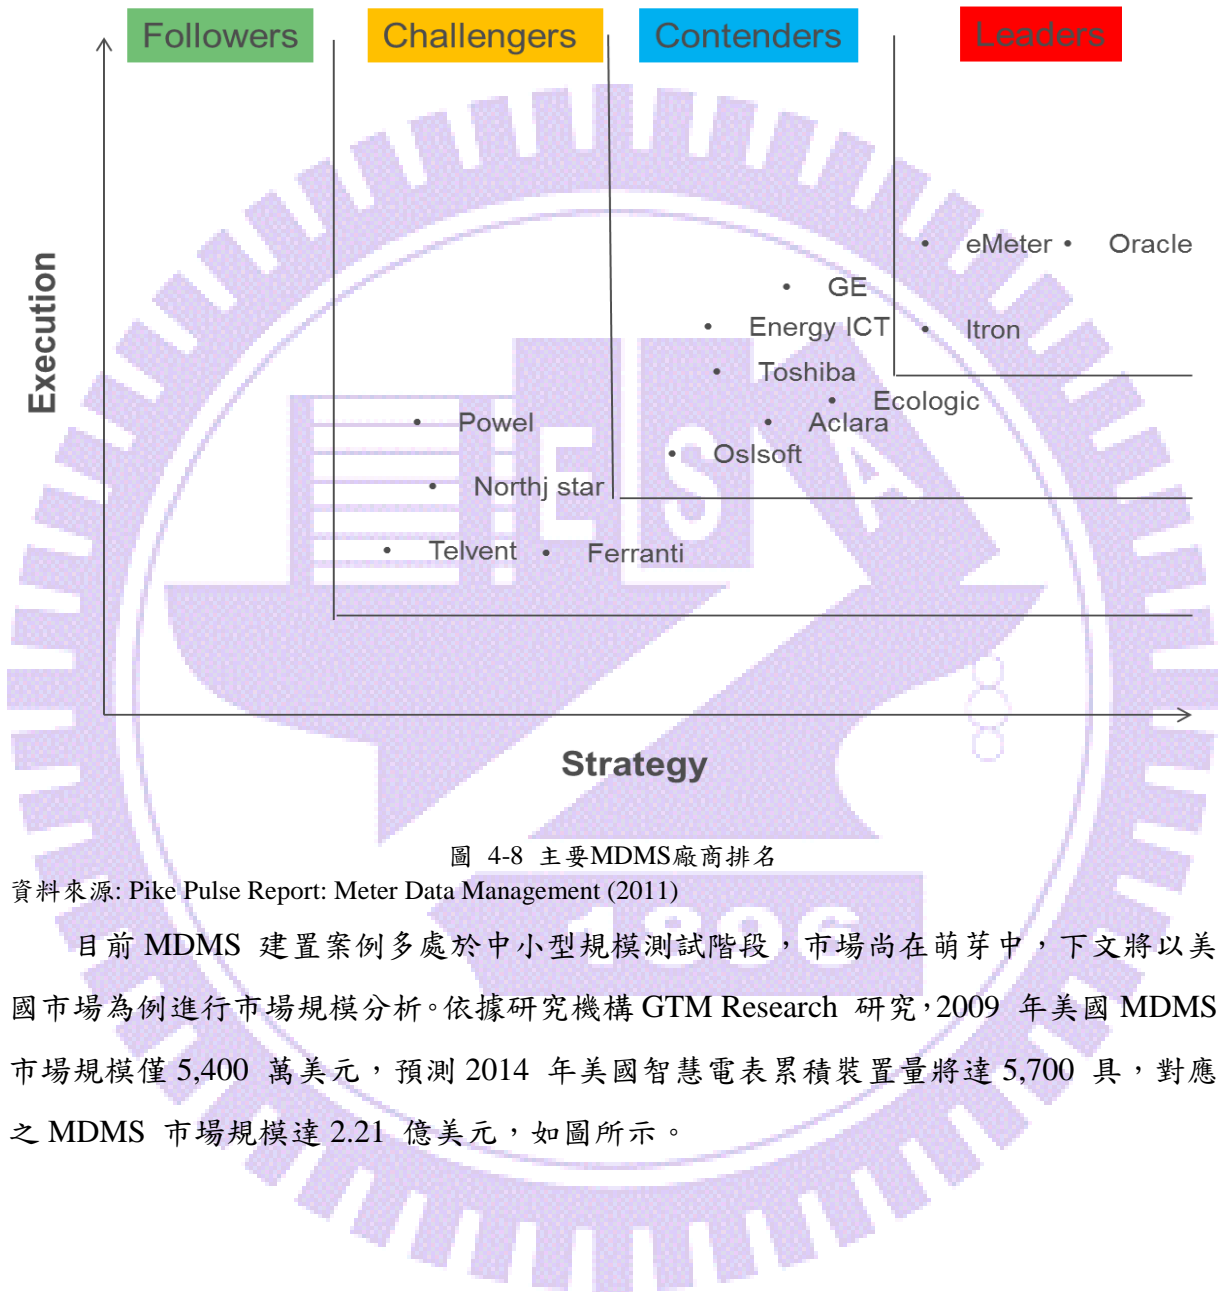 Followers Challengers Contenders Leaders
eMeter Oracle
GE
Energy ICT Itron
Toshiba
Ecologic
Powel Aclara
Oslsoft
Northj star
Telvent Ferranti
Execution
Strategy
ESA
1896
圖 4-8 主要MDMS廠商排名
資料來源: Pike Pulse Report: Meter Data Management (2011)
目前 MDMS 建置案例多處於中小型規模測試階段，市場尚在萌芽中，下文將以美
國市場為例進行市場規模分析。依據研究機構 GTM Research 研究，2009 年美國 MDMS
市場規模僅 5,400 萬美元，預測 2014 年美國智慧電表累積裝置量將達 5,700 具，對應
之 MDMS 市場規模達 2.21 億美元，如圖所示。